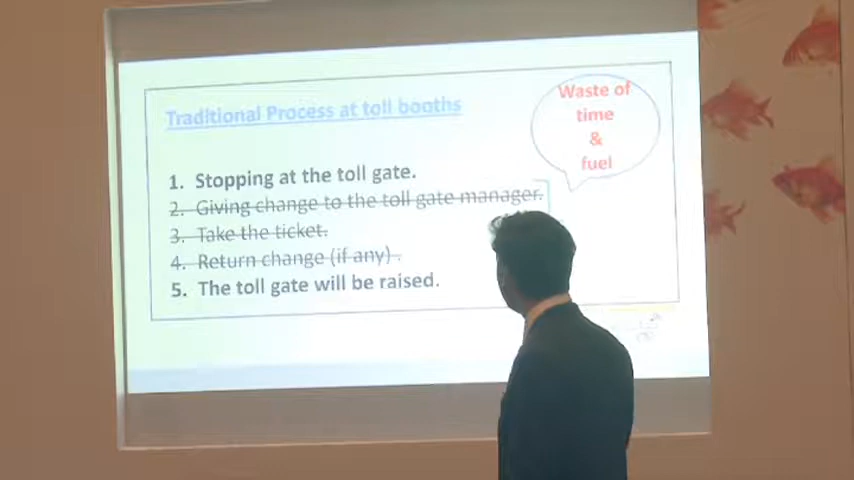 Traditional Process at toll booths
Waste of
time
&
fuel
1. Stopping at the toll gate.
2. Giving change to the toll gate manager.
3. Take the ticket.
4. Return change (if any) .
5. The toll gate will be raised.